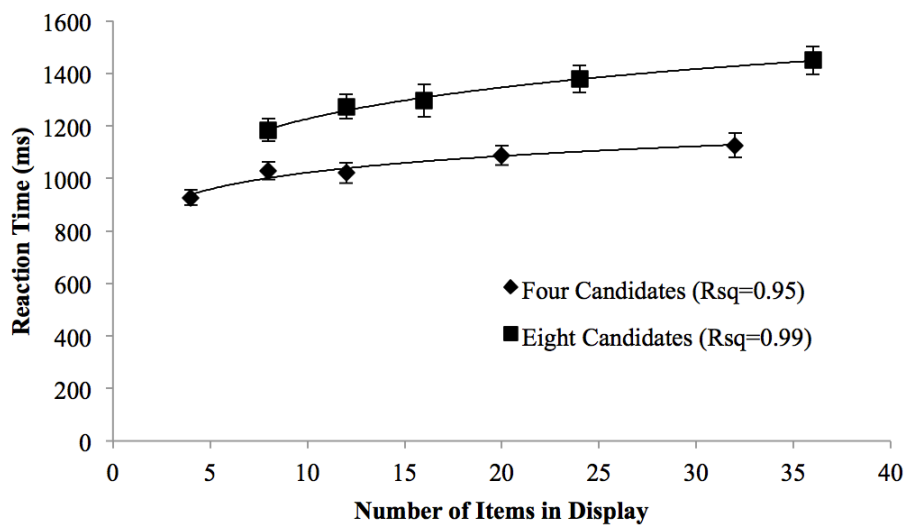 1600
1400
1200
1000
800
600
400
200
0
Reaction Time (ms)
Four Candidates (Rsq=0.95)
Eight Candidates (Rsq=0.99)
0 5 10 15 20 25 30 35 40
Number of Items in Display